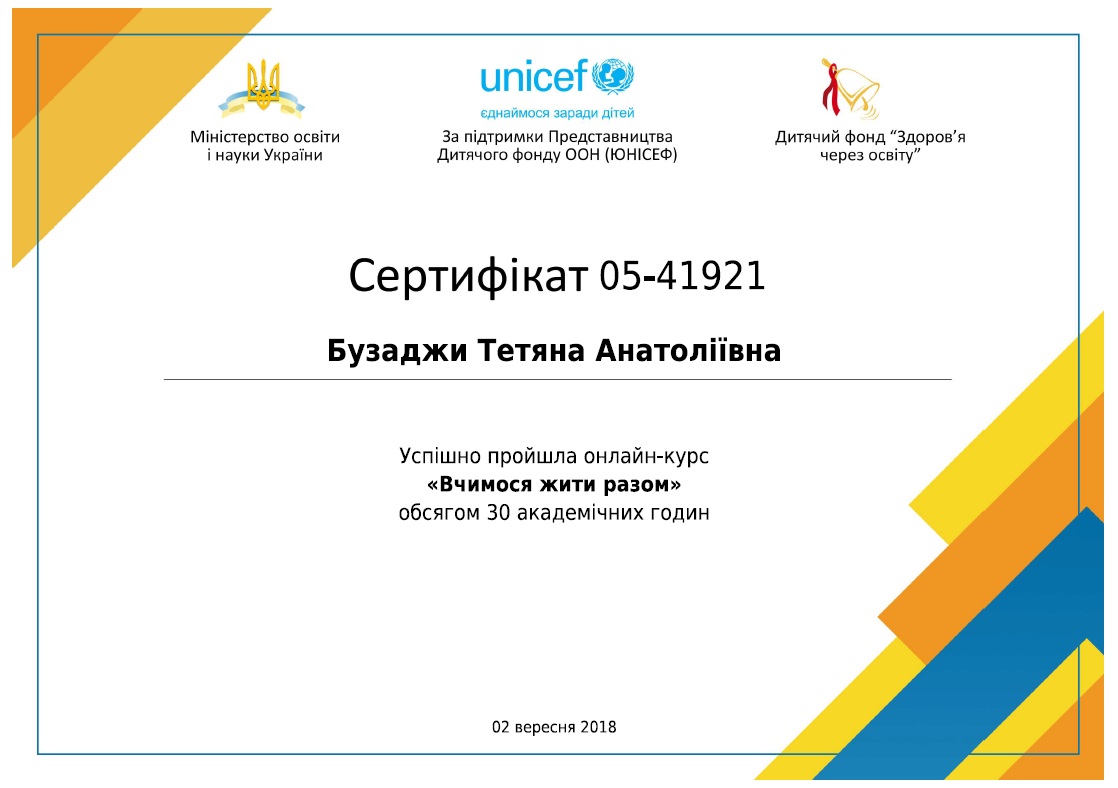 Міністерство освіти
і науки України
unicef
єднаймося заради дітей
За підтримки Представництва
Дитячого фонду ООН (ЮНІСЕФ)
Дитячий фонд “Здоров’я
через освіту”
Сертифікат 05-41921
Бузаджи Тетяна Анатоліївна
Успішно пройшла онлайн-курс
«Вчимося жити разом»
обсягом 30 академічних годин
02 вересня 2018